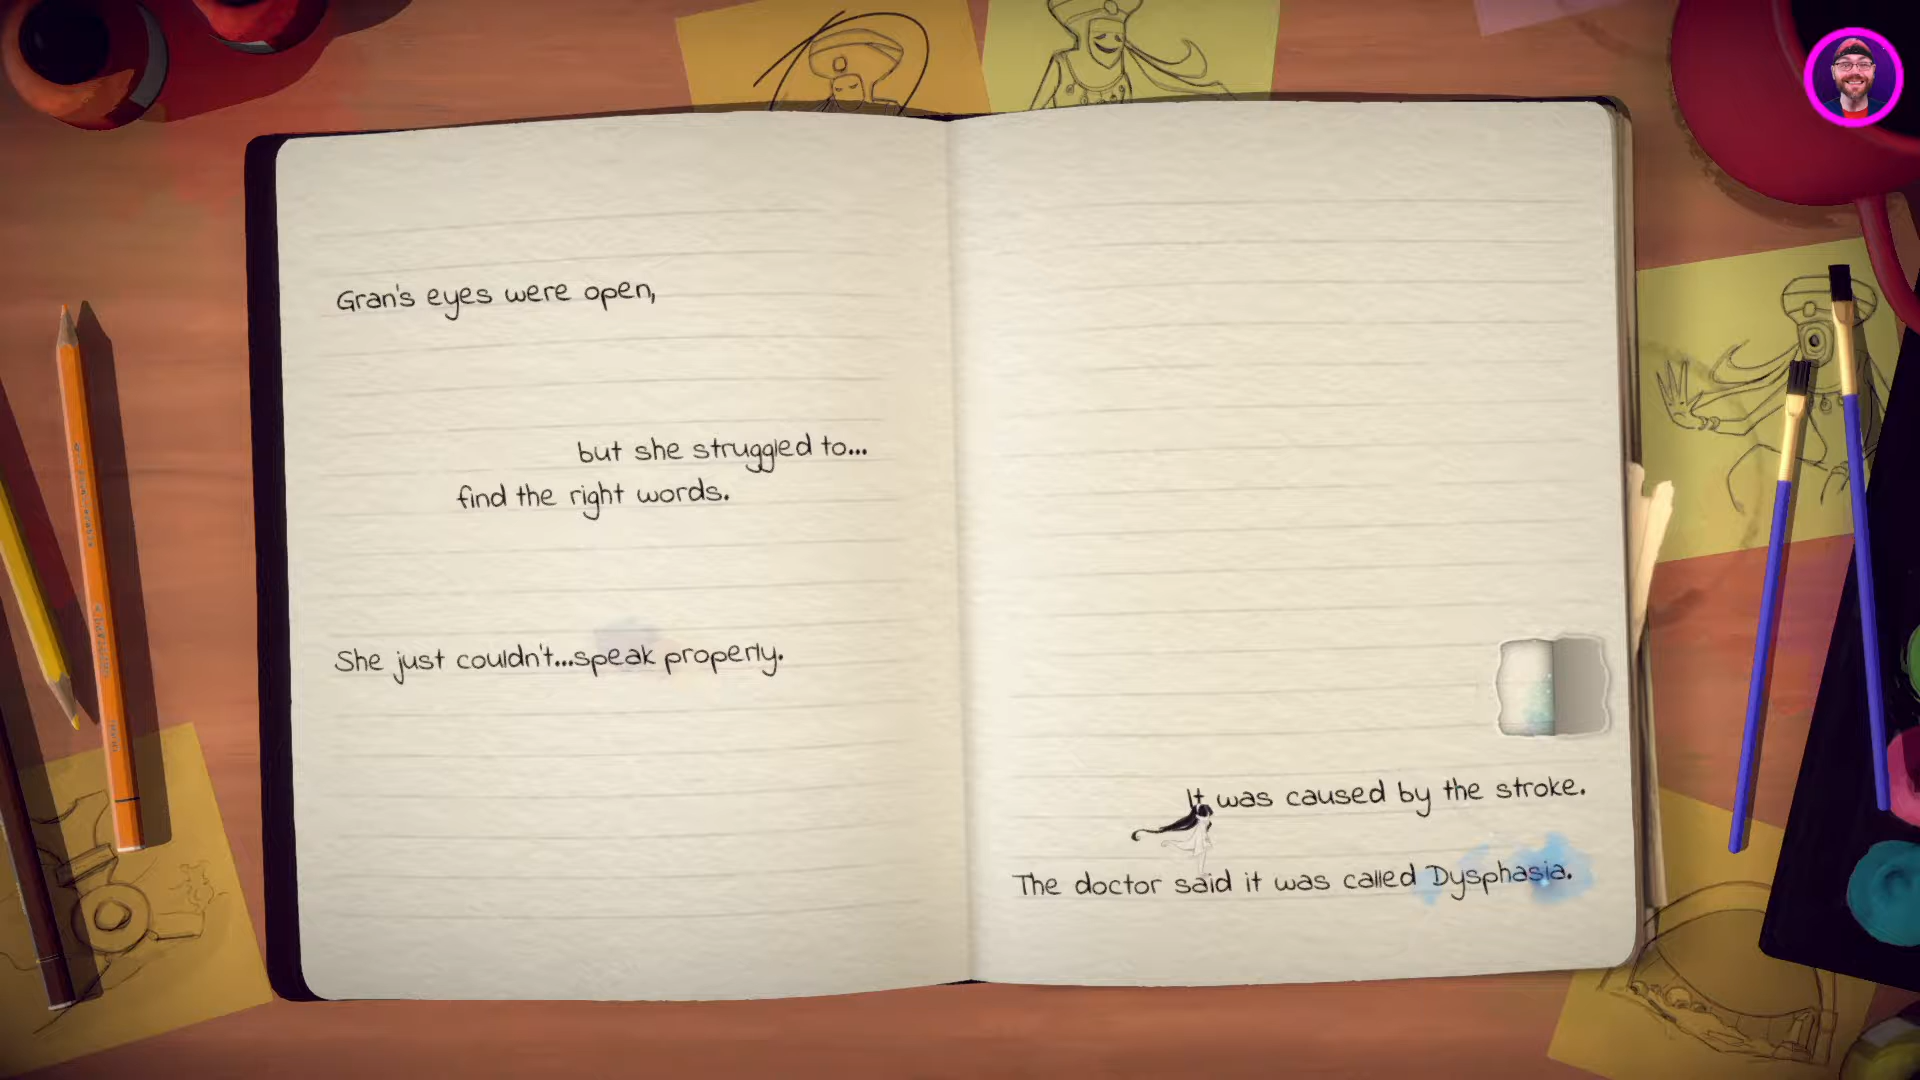 Gran's eyes were open,
but she struggled to...
find the right words.
She just couldn't...speak properly.
It was caused by the stroke.
The doctor said it was called Dysphasia.